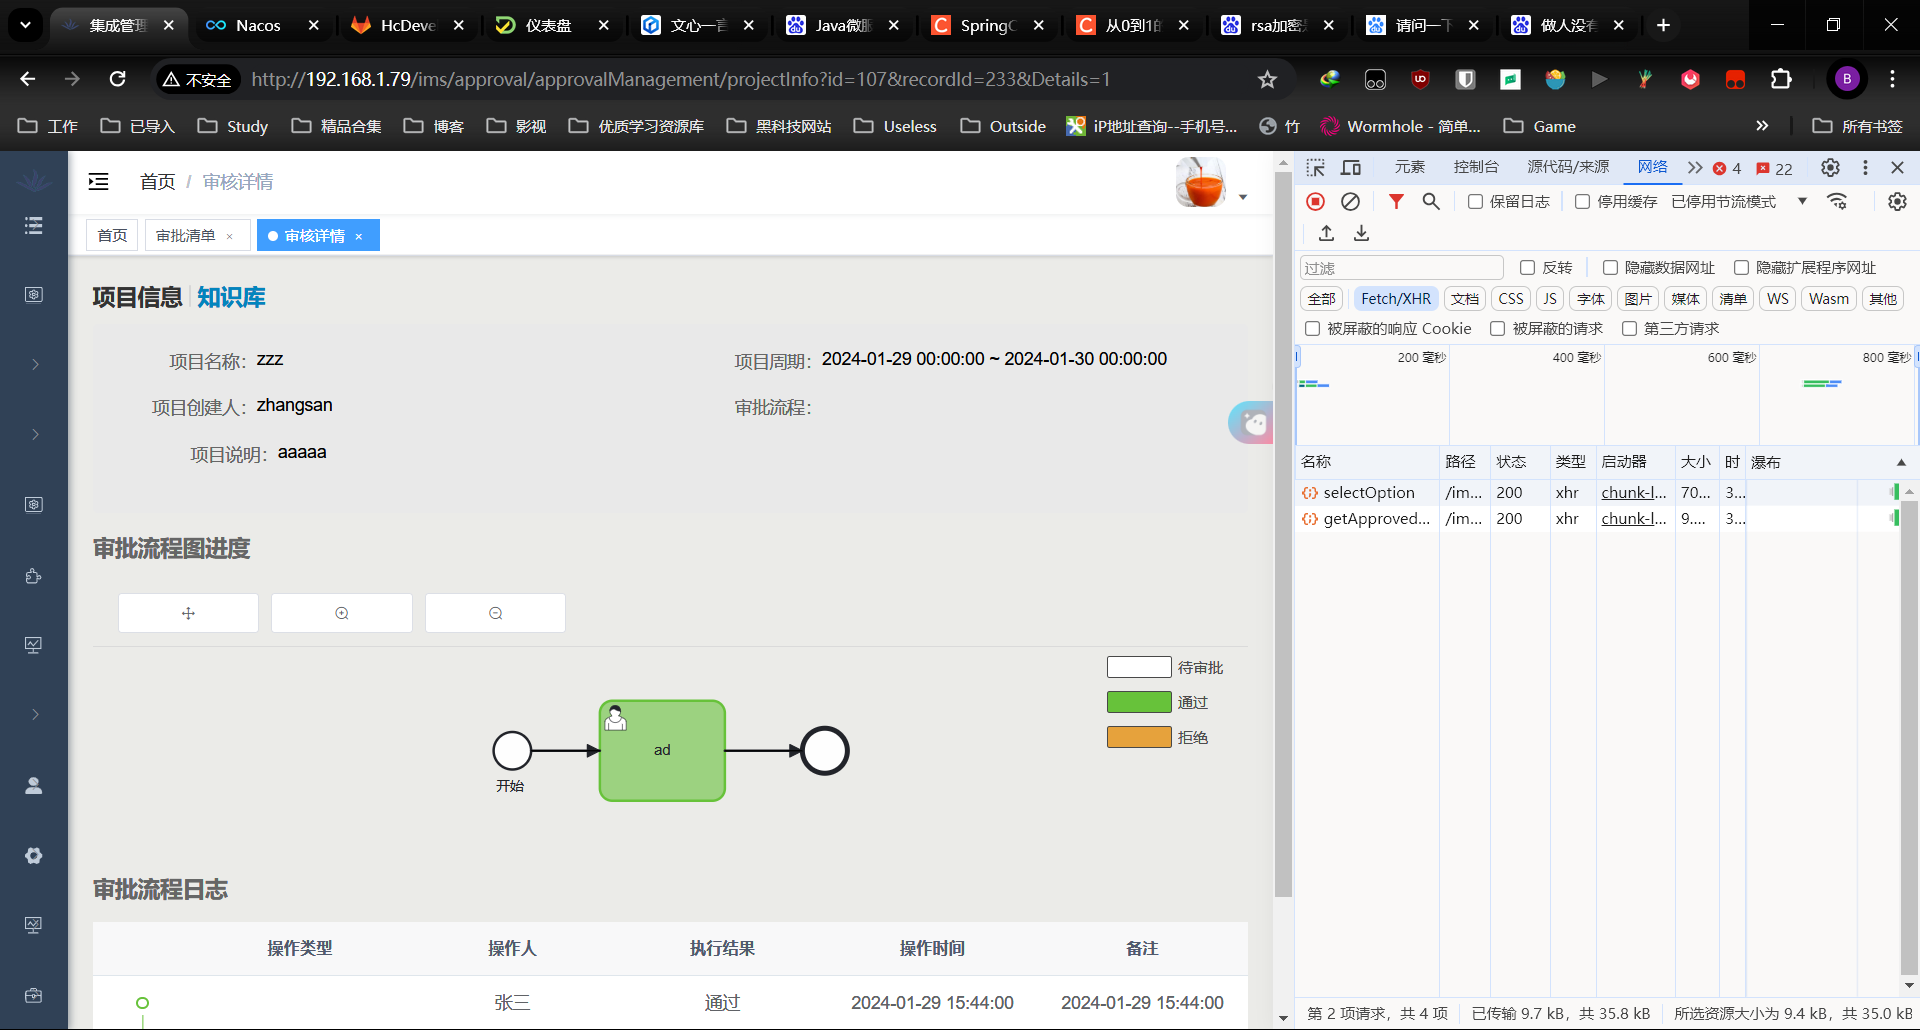 集成管理
Nacos
HcDeve
仪表盘
文心一言
Java微服
SpringC
从0到1的
rsa加密
请问一下
做人没有
不安全
http://192.168.1.79/ims/approval/approvalManagement/projectInfo?id=107&recordId=233&Details=1
B
工作
已导入
Study
精品合集
博客
影视
优质学习资源库
黑科技网站
Useless
Outside
iP地址查询--手机号...
竹
Wormhole - 简单...
Game
所有书签
首页 / 审核详情
首页
审批清单 ×
审核详情 ×
项目信息 知识库
项目名称: zzz
项目周期: 2024-01-29 00:00:00 ~ 2024-01-30 00:00:00
项目创建人: zhangsan
审批流程:
项目说明: aaaaa
审批流程图进度
待审批
通过
拒绝
ad
开始
审批流程日志
操作类型 操作人 执行结果 操作时间 备注
张三 通过 2024-01-29 15:44:00 2024-01-29 15:44:00
元素 控制台 源代码/来源 网络 4 22
保留日志 停用缓存 已停用节流模式
过滤 反转 隐藏数据网址 隐藏扩展程序网址
全部 Fetch/XHR 文档 CSS JS 字体 图片 媒体 清单 WS Wasm 其他
被屏蔽的响应 Cookie 被屏蔽的请求 第三方请求
200 毫秒 400 毫秒 600 毫秒 800 毫秒
名称 路径 状态 类型 启动器 大小 时 瀑布
selectOption /im... 200 xhr chunk-l... 70... 3...
getApproved... /im... 200 xhr chunk-l... 9.... 3...
第 2 项请求，共 4 项 已传输 9.7 kB，共 35.8 kB 所选资源大小为 9.4 kB，共 35.0 kB